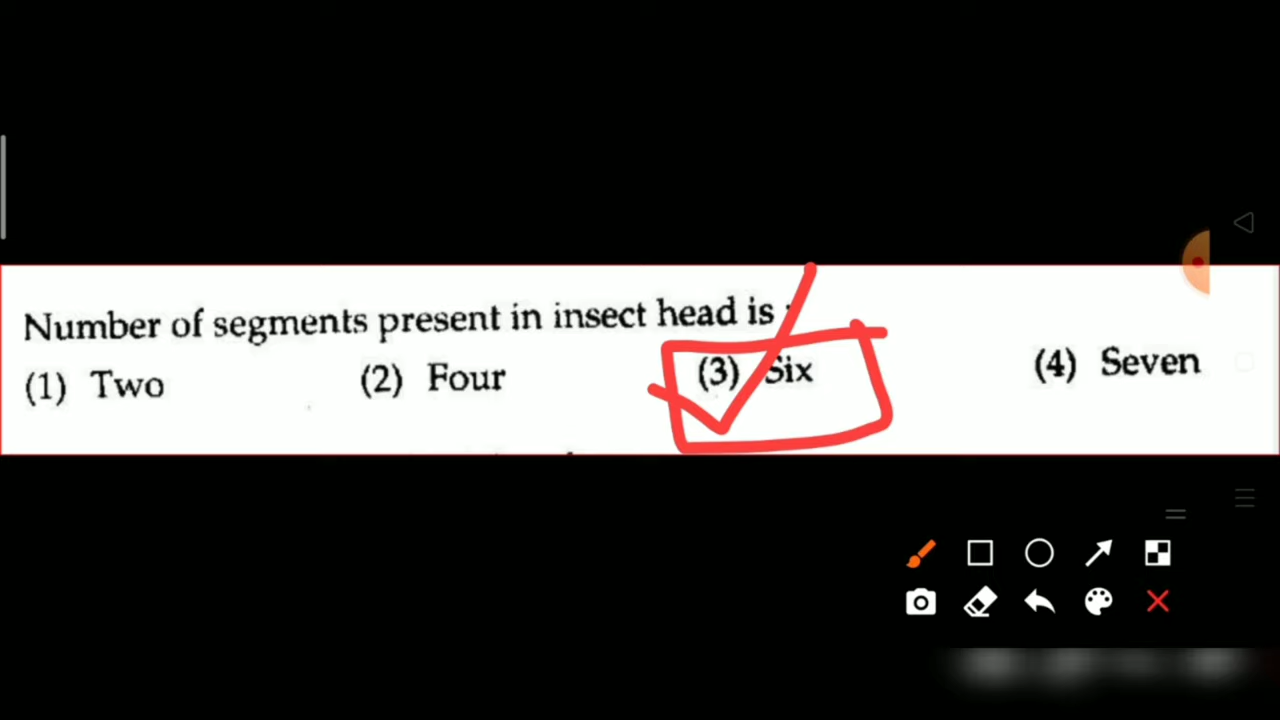 Number of segments present in insect head is :
(1) Two (2) Four (3) Six (4) Seven